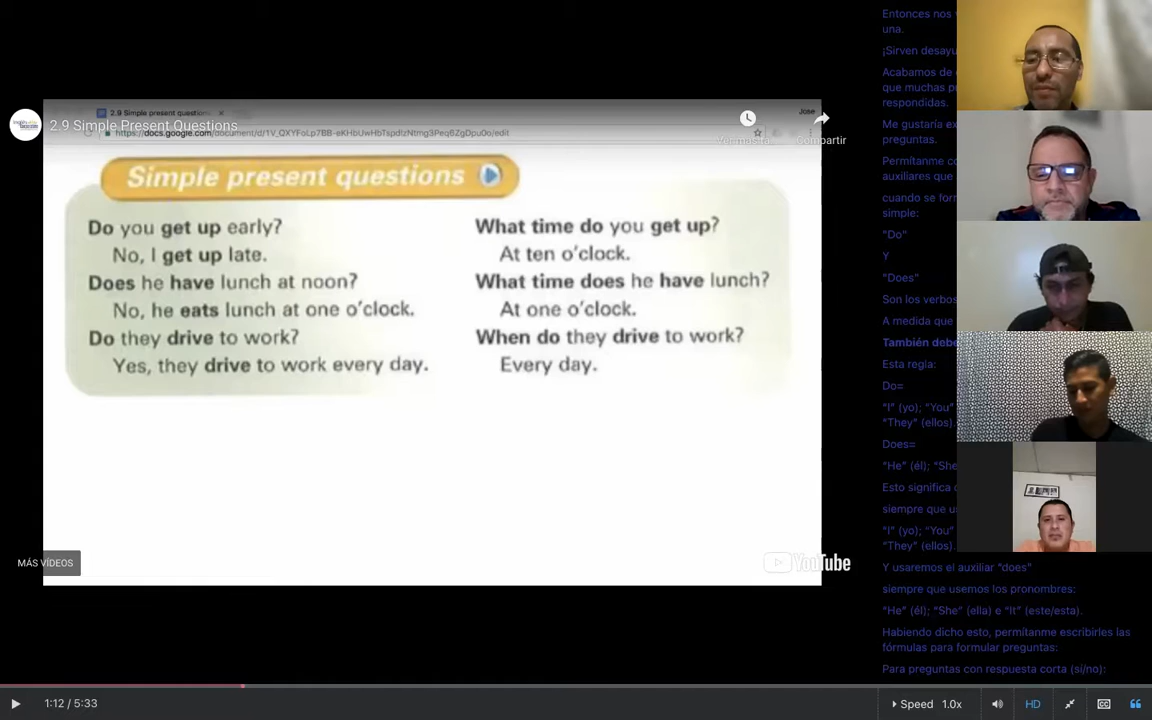 2.9 Simple Present Questions
Jose
2.9 Simple present questions
Compartir
Simple present questions
Do you get up early?
No, I get up late.
Does he have lunch at noon?
No, he eats lunch at one o'clock.
Do they drive to work?
Yes, they drive to work every day.
What time do you get up?
At ten o'clock.
What time does he have lunch?
At one o'clock.
When do they drive to work?
Every day.
MÁS VÍDEOS
YouTube
Entonces nos
una.
¡Sirven
Acabamos de
que muchas
respondidas.
Me gustaría
preguntas.
Permítanme
auxiliares que
cuando se
simple:
"Do"
Y
"Does"
Son los verbos
A medida que
También
Esta regla:
Do=
"I" (yo); "You"
"They" (ellos)
Does=
"He" (él); "She
Esto significa
siempre que
"I" (yo); "You"
"They" (ellos).
Y usaremos el auxiliar "does"
siempre que usemos los pronombres:
"He" (él); "She" (ella) e "It" (este/esta).
Habiendo dicho esto, permítanme escribirles las
fórmulas para formular preguntas:
Para preguntas con respuesta corta (sí/no):
1:12 / 5:33
Speed 1.0x
HD